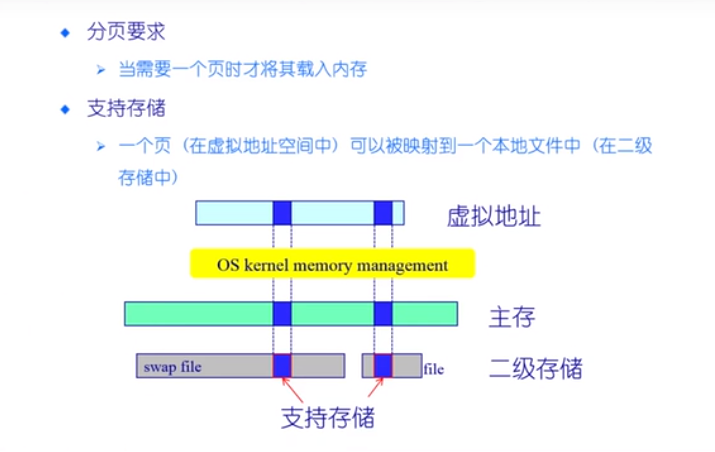 分页要求
当需要一个页时才将其载入内存
支持存储
一个页（在虚拟地址空间中）可以被映射到一个本地文件中（在二级
存储中）
虚拟地址
OS kernel memory management
主存
swap file
file
二级存储
支持存储